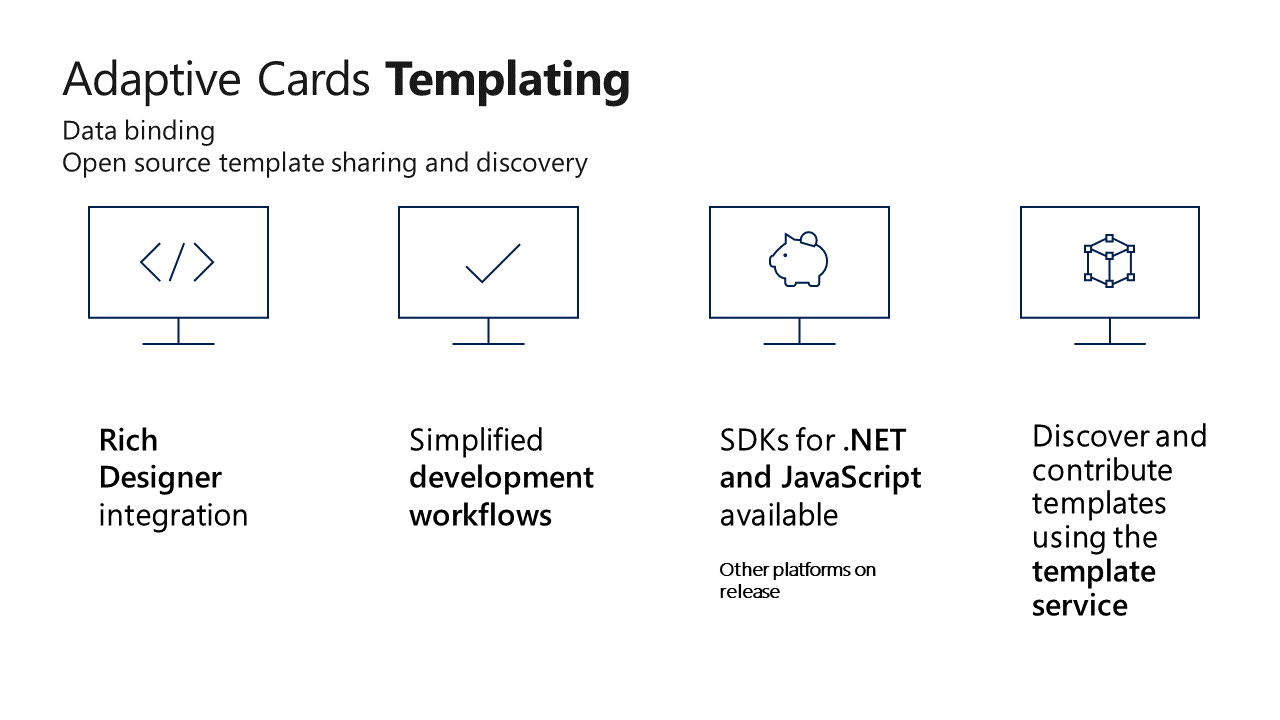 Adaptive Cards Templating
Data binding
Open source template sharing and discovery
Rich
Designer
integration
Simplified
development
workflows
SDKs for .NET
and JavaScript
available
Other platforms on
release
Discover and
contribute
templates
using the
template
service